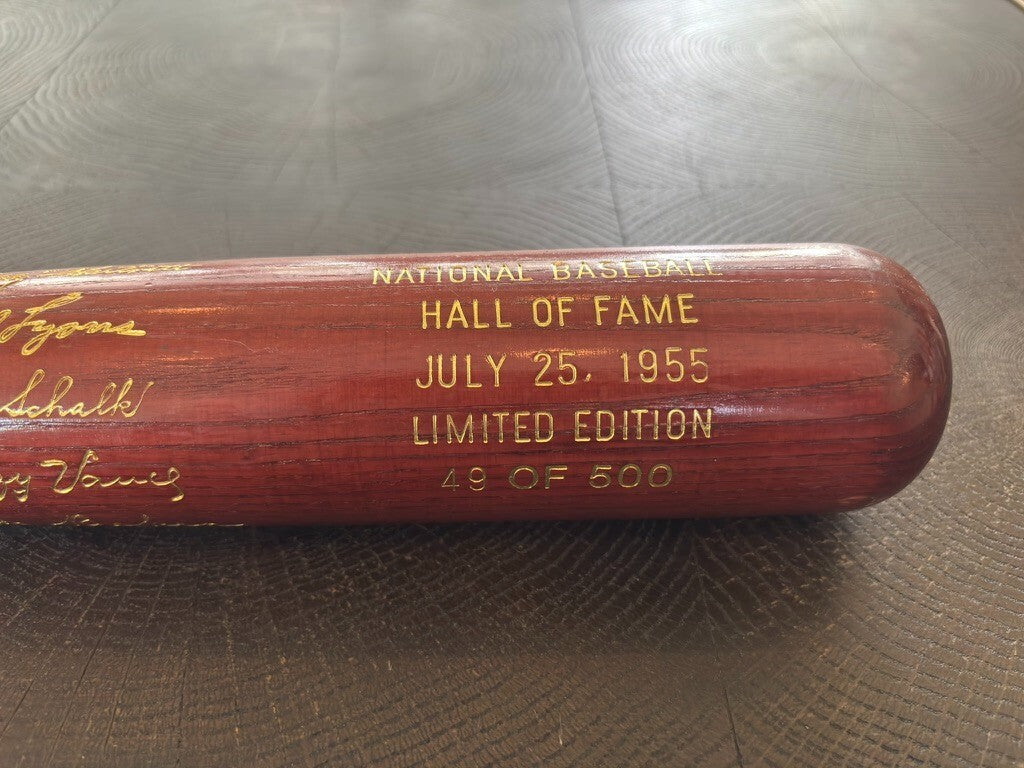 Lyons
Schalk
Vance
NATIONAL BASEBALL
HALL OF FAME
JULY 25, 1955
LIMITED EDITION
49 OF 500